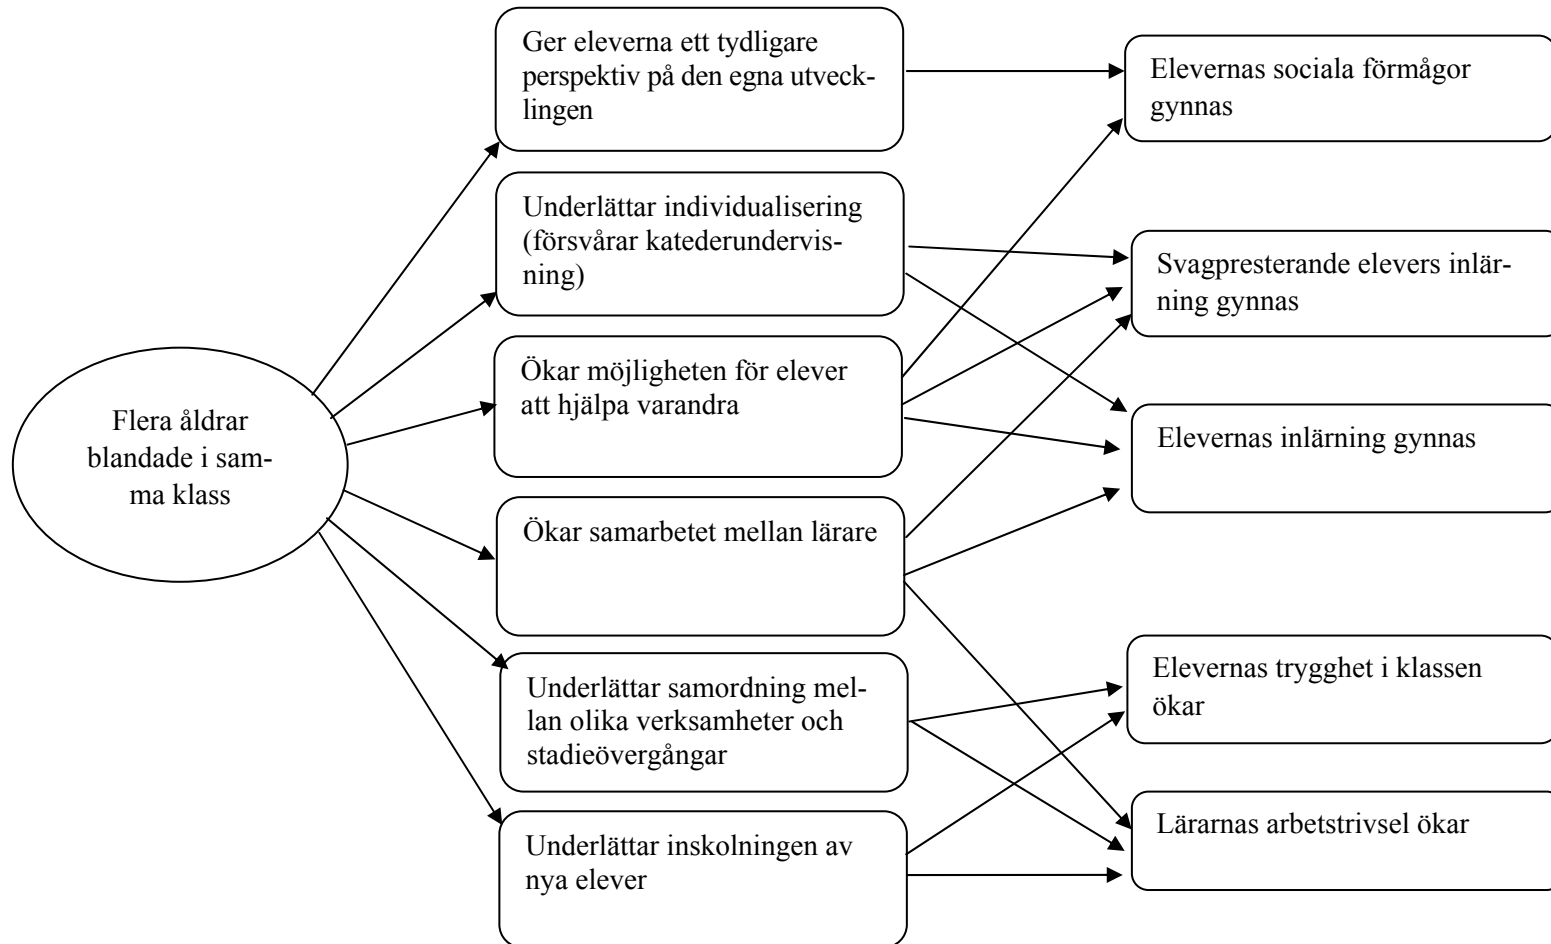 Flera åldrar
blandade i sam-
ma klass
Ger eleverna ett tydligare
perspektiv på den egna utveck-
lingen
Underlättar individualisering
(försvårar katederundervis-
ning)
Ökar möjligheten för elever
att hjälpa varandra
Ökar samarbetet mellan lärare
Underlättar samordning mel-
lan olika verksamheter och
stadieövergångar
Underlättar inskolningen av
nya elever
Elevernas sociala förmågor
gynnas
Svagpresterande elevers inlär-
ning gynnas
Elevernas inlärning gynnas
Elevernas trygghet i klassen
ökar
Lärarnas arbetstrivsel ökar